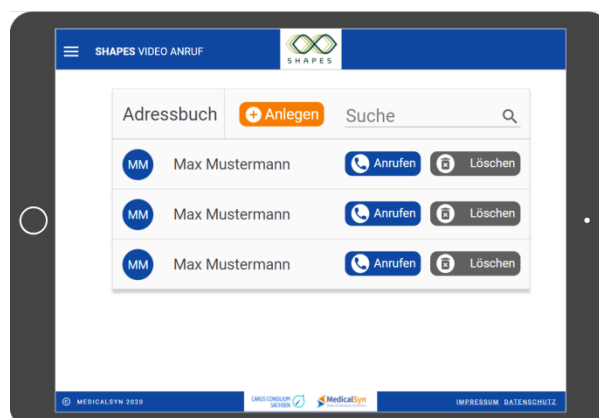 SHAPES VIDEO ANRUF
SHAPES
Adressbuch
Anlegen
Suche
MM Max Mustermann Anrufen Löschen
MM Max Mustermann Anrufen Löschen
MM Max Mustermann Anrufen Löschen
© MEDICALSYN 2020
CARUS CONSILIUM
SACHSEN
MedicalSyn
IMPRESSUM DATENSCHUTZ